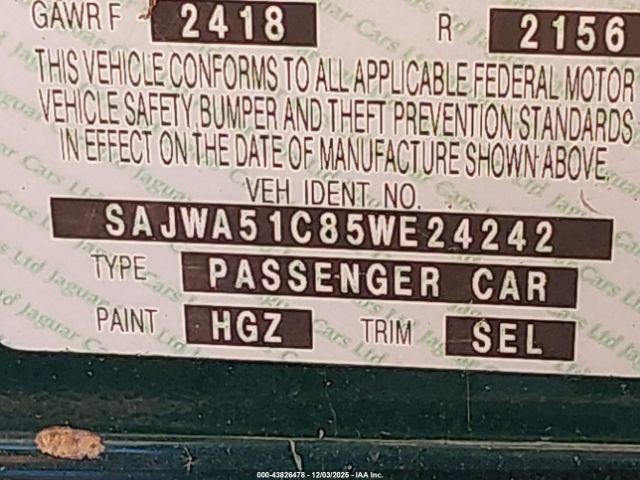 GAWR F 2418 R 2156
THIS VEHICLE CONFORMS TO ALL APPLICABLE FEDERAL MOTOR
VEHICLE SAFETY, BUMPER AND THEFT PREVENTION STANDARDS
IN EFFECT ON THE DATE OF MANUFACTURE SHOWN ABOVE.
VEH IDENT NO.
SAJWA51C85WE24242
TYPE PASSENGER CAR
PAINT HGZ TRIM SEL
000-43826478 - 12/03/2025 - IAA Inc.